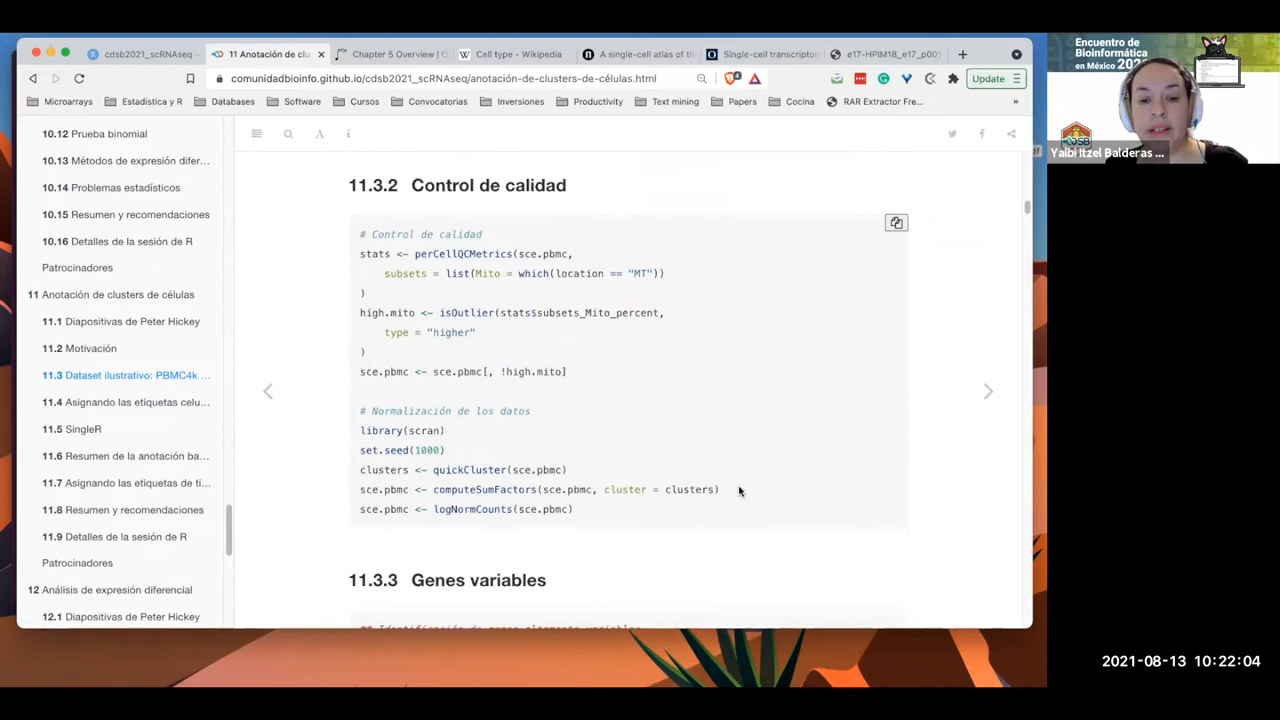 cdsb2021_scRNAseq –
11 Anotación de clu
Chapter 5 Overview | O
Cell type - Wikipedia
A single-cell atlas of th
Single-cell transcripton
e17-HPIM18_e17_p001
comunidadbioinfo.github.io/cdsb2021_scRNAseq/anotación-de-clusters-de-células.html
Update
Microarrays
Estadistica y R
Databases
Software
Cursos
Convocatorias
Inversiones
Productivity
Text mining
Papers
Cocina
RAR Extractor Fre...
»
10.12 Prueba binomial
10.13 Métodos de expresión difer...
10.14 Problemas estadísticos
10.15 Resumen y recomendaciones
10.16 Detalles de la sesión de R
Patrocinadores
11 Anotación de clusters de células
11.1 Diapositivas de Peter Hickey
11.2 Motivación
11.3 Dataset ilustrativo: PBMC4k ...
11.4 Asignando las etiquetas celu...
11.5 SingleR
11.6 Resumen de la anotación ba...
11.7 Asignando las etiquetas de ti...
11.8 Resumen y recomendaciones
11.9 Detalles de la sesión de R
Patrocinadores
12 Análisis de expresión diferencial
12.1 Diapositivas de Peter Hickey
11.3.2 Control de calidad
# Control de calidad
stats <- perCellQCMetrics(sce.pbmc,
subsets = list(Mito = which(location == "MT"))
)
high.mito <- isOutlier(stats$subsets_Mito_percent,
type = "higher"
)
sce.pbmc <- sce.pbmc[, !high.mito]
# Normalización de los datos
library(scran)
set.seed(1000)
clusters <- quickCluster(sce.pbmc)
sce.pbmc <- computeSumFactors(sce.pbmc, cluster = clusters)
sce.pbmc <- logNormCounts(sce.pbmc)
11.3.3 Genes variables
## Identificación de genes altamente variables
Encuentro de
Bioinformática
en México
Yalbi Itzel Balderas ...
2021-08-13 10:22:04